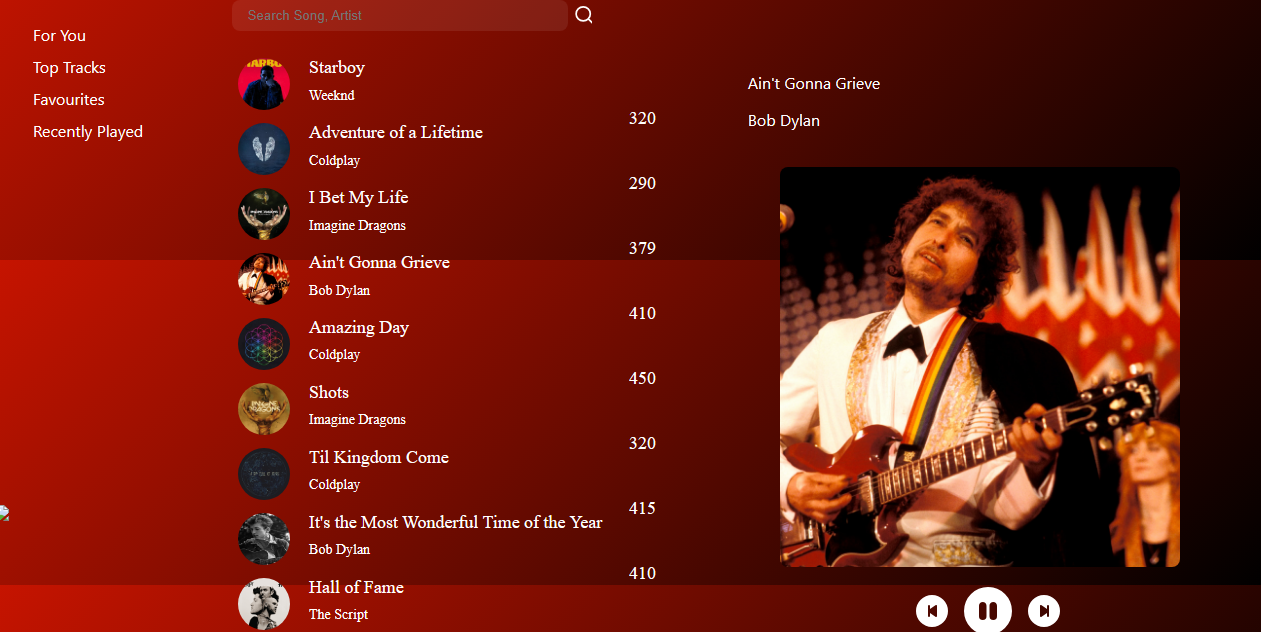 Search Song, Artist
For You
Top Tracks
Favourites
Recently Played
Starboy
Weeknd
320
Adventure of a Lifetime
Coldplay
290
I Bet My Life
Imagine Dragons
379
Ain't Gonna Grieve
Bob Dylan
410
Amazing Day
Coldplay
450
Shots
Imagine Dragons
320
Til Kingdom Come
Coldplay
415
It's the Most Wonderful Time of the Year
Bob Dylan
410
Hall of Fame
The Script
Ain't Gonna Grieve
Bob Dylan